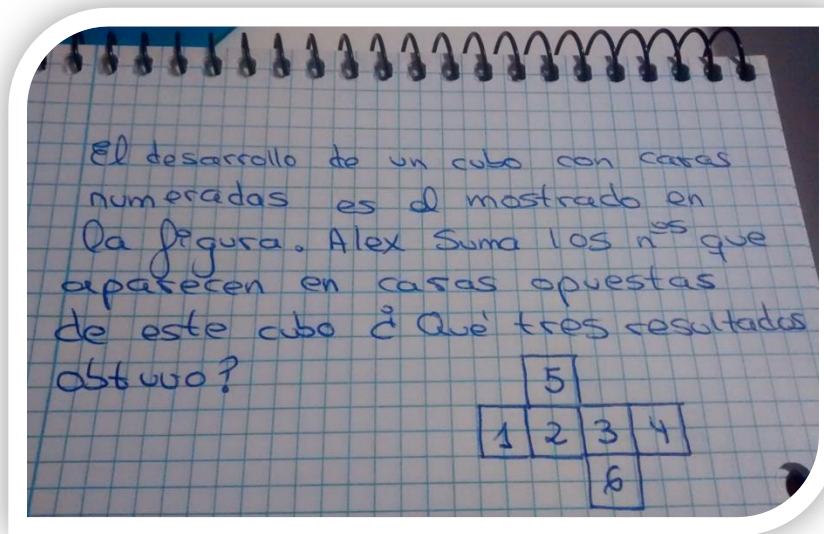 El desarrollo de un cubo con caras
numeradas es el mostrado en
la figura. Alex suma los nos que
aparecen en caras opuestas
de este cubo ¿Qué tres resultados
obtuvo?
5
1 2 3 4
6